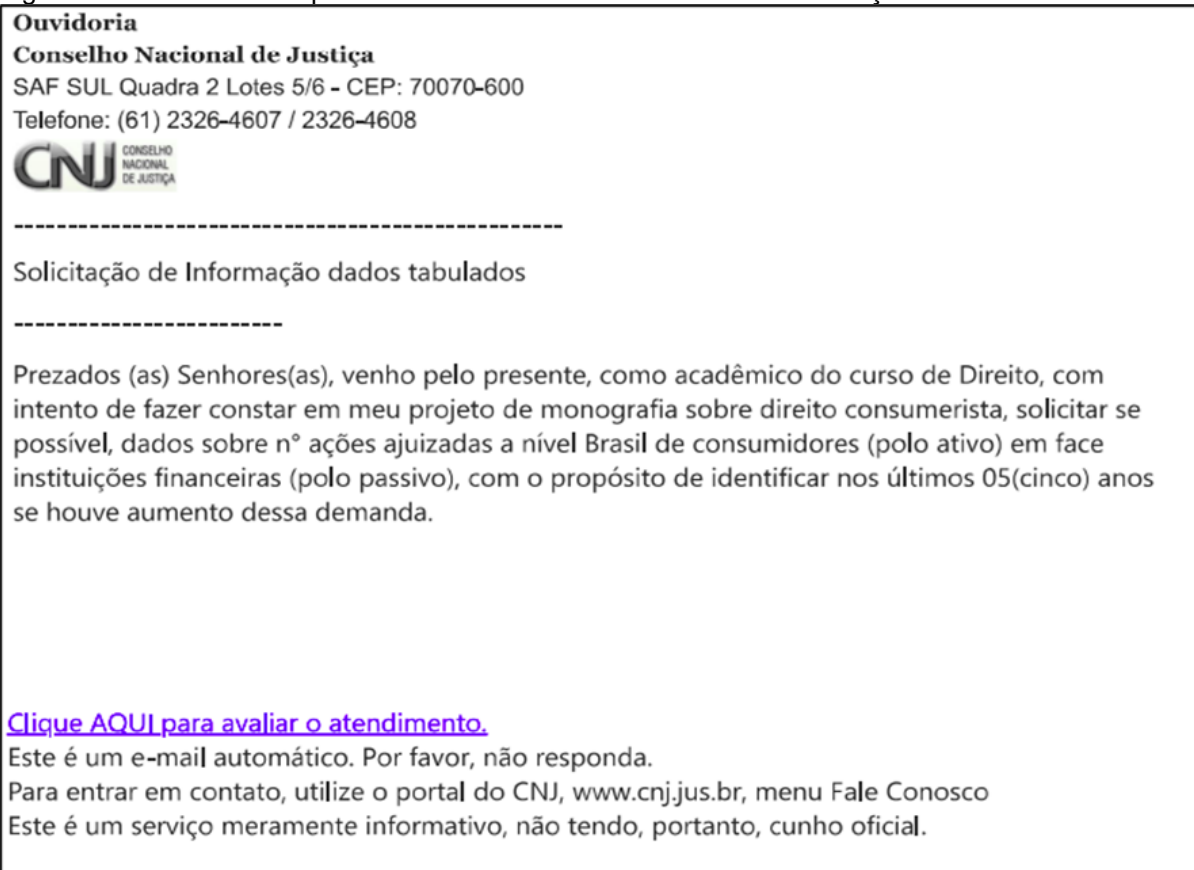 Ouvidoria
Conselho Nacional de Justiça
SAF SUL Quadra 2 Lotes 5/6 - CEP: 70070-600
Telefone: (61) 2326-4607 / 2326-4608
CNJ CONSELHO
NACIONAL
DE JUSTIÇA
---------------------------------------------------
Solicitação de Informação dados tabulados
-------------------------
Prezados (as) Senhores(as), venho pelo presente, como acadêmico do curso de Direito, com
intento de fazer constar em meu projeto de monografia sobre direito consumerista, solicitar se
possível, dados sobre n° ações ajuizadas a nível Brasil de consumidores (polo ativo) em face
instituições financeiras (polo passivo), com o propósito de identificar nos últimos 05(cinco) anos
se houve aumento dessa demanda.
Clique AQUI para avaliar o atendimento.
Este é um e-mail automático. Por favor, não responda.
Para entrar em contato, utilize o portal do CNJ, www.cnj.jus.br, menu Fale Conosco
Este é um serviço meramente informativo, não tendo, portanto, cunho oficial.